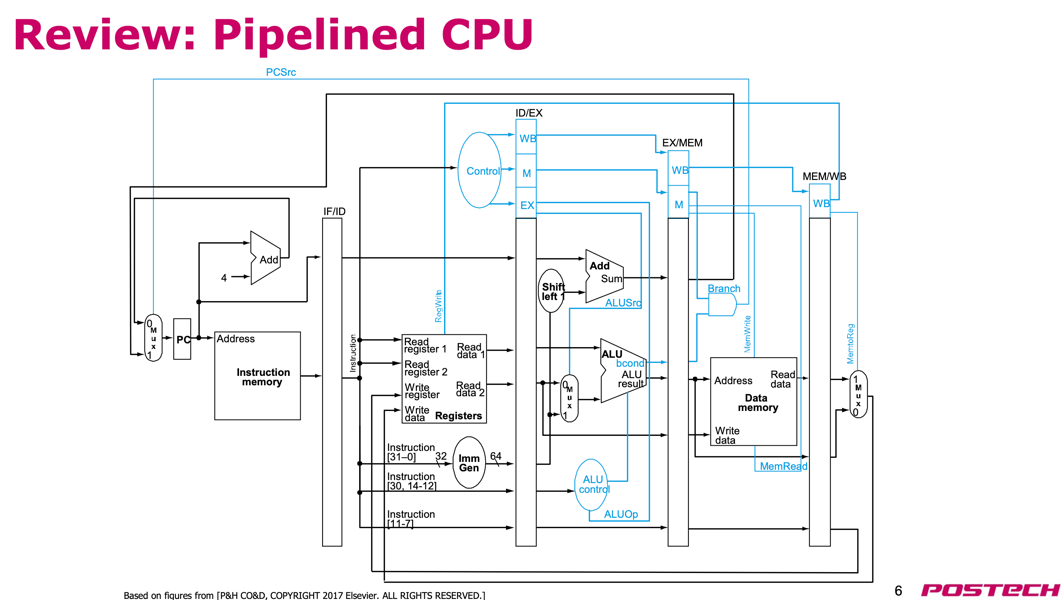 Review: Pipelined CPU
PCSrc
ID/EX
WB
EX/MEM
Control
M
WB
MEM/WB
EX
M
WB
IF/ID
Add
4
Add
Sum
Shift
left 1
ALUSrc
Branch
RegWrite
MemWrite
MemtoReg
0
M
u
x
1
PC
Address
Instruction
memory
Instruction
Read
register 1
Read
data 1
Read
register 2
Write
register
Read
data 2
Write
data
Registers
ALU
bcond
ALU
result
0
M
u
x
1
Address
Read
data
Data
memory
Write
data
MemRead
1
M
u
x
0
Instruction
[31–0]
32
Imm
Gen
64
Instruction
[30, 14-12]
ALU
control
Instruction
[11-7]
ALUOp
Based on figures from [P&H CO&D, COPYRIGHT 2017 Elsevier. ALL RIGHTS RESERVED.]
6
POSTECH